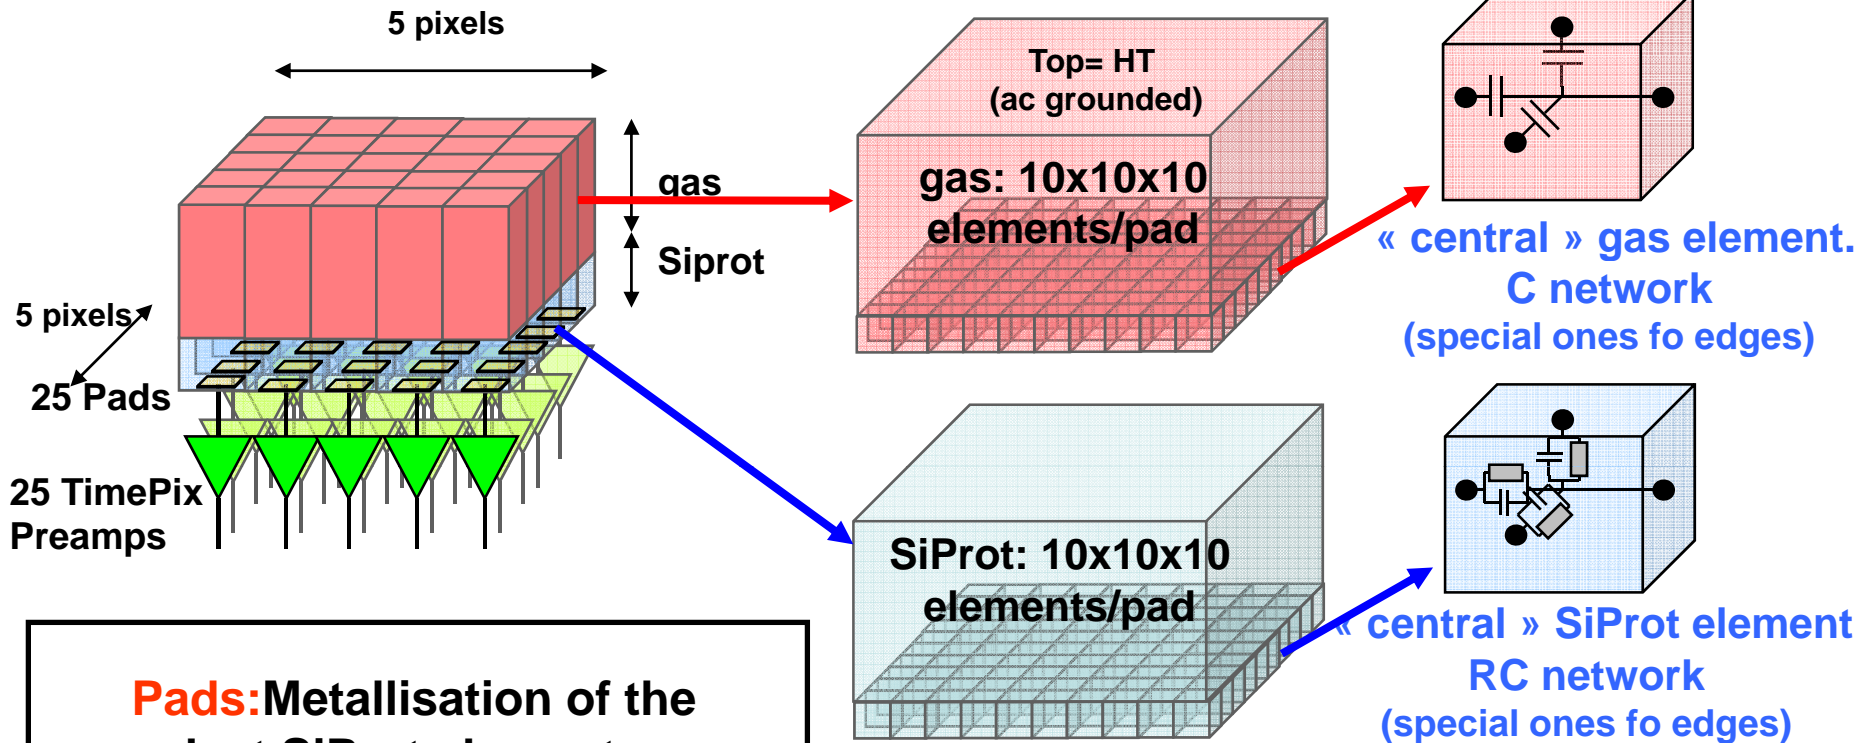 5 pixels
gas
Siprot
5 pixels
25 Pads
25 TimePix
Preamps
Top= HT
(ac grounded)
gas: 10x10x10
elements/pad
« central » gas element.
C network
(special ones fo edges)
SiProt: 10x10x10
elements/pad
« central » SiProt element
RC network
(special ones fo edges)
Pads:Metallisation of the